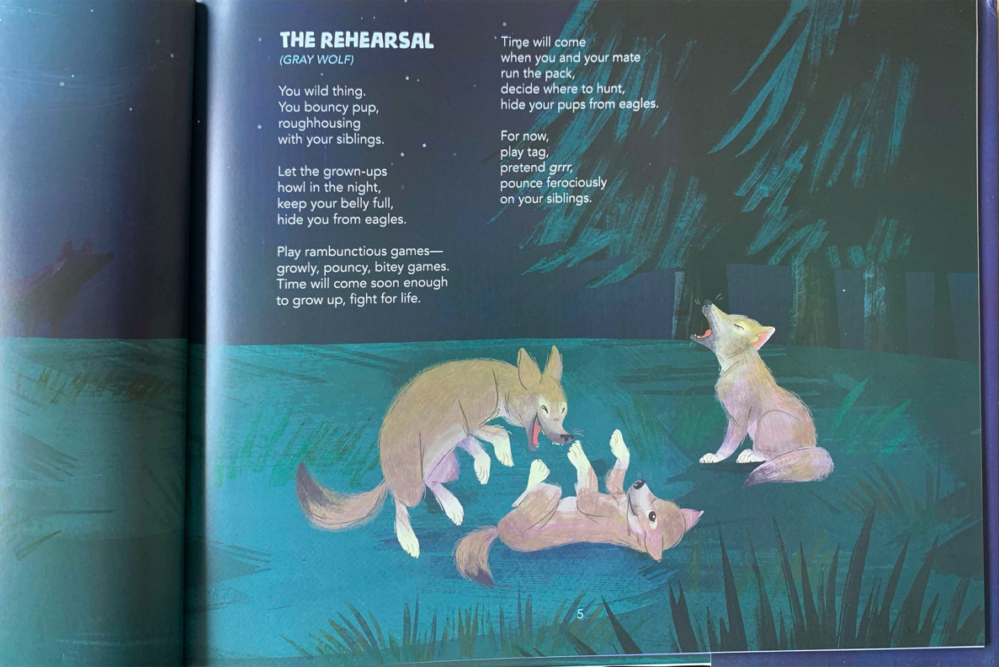 THE REHEARSAL
(GRAY WOLF)
You wild thing.
You bouncy pup,
roughhousing
with your siblings.
Let the grown-ups
howl in the night,
keep your belly full,
hide you from eagles.
Play rambunctious games—
growly, pouncy, bitey games.
Time will come soon enough
to grow up, fight for life.
Time will come
when you and your mate
run the pack,
decide where to hunt,
hide your pups from eagles.
For now,
play tag,
pretend grrr,
pounce ferociously
on your siblings.
5